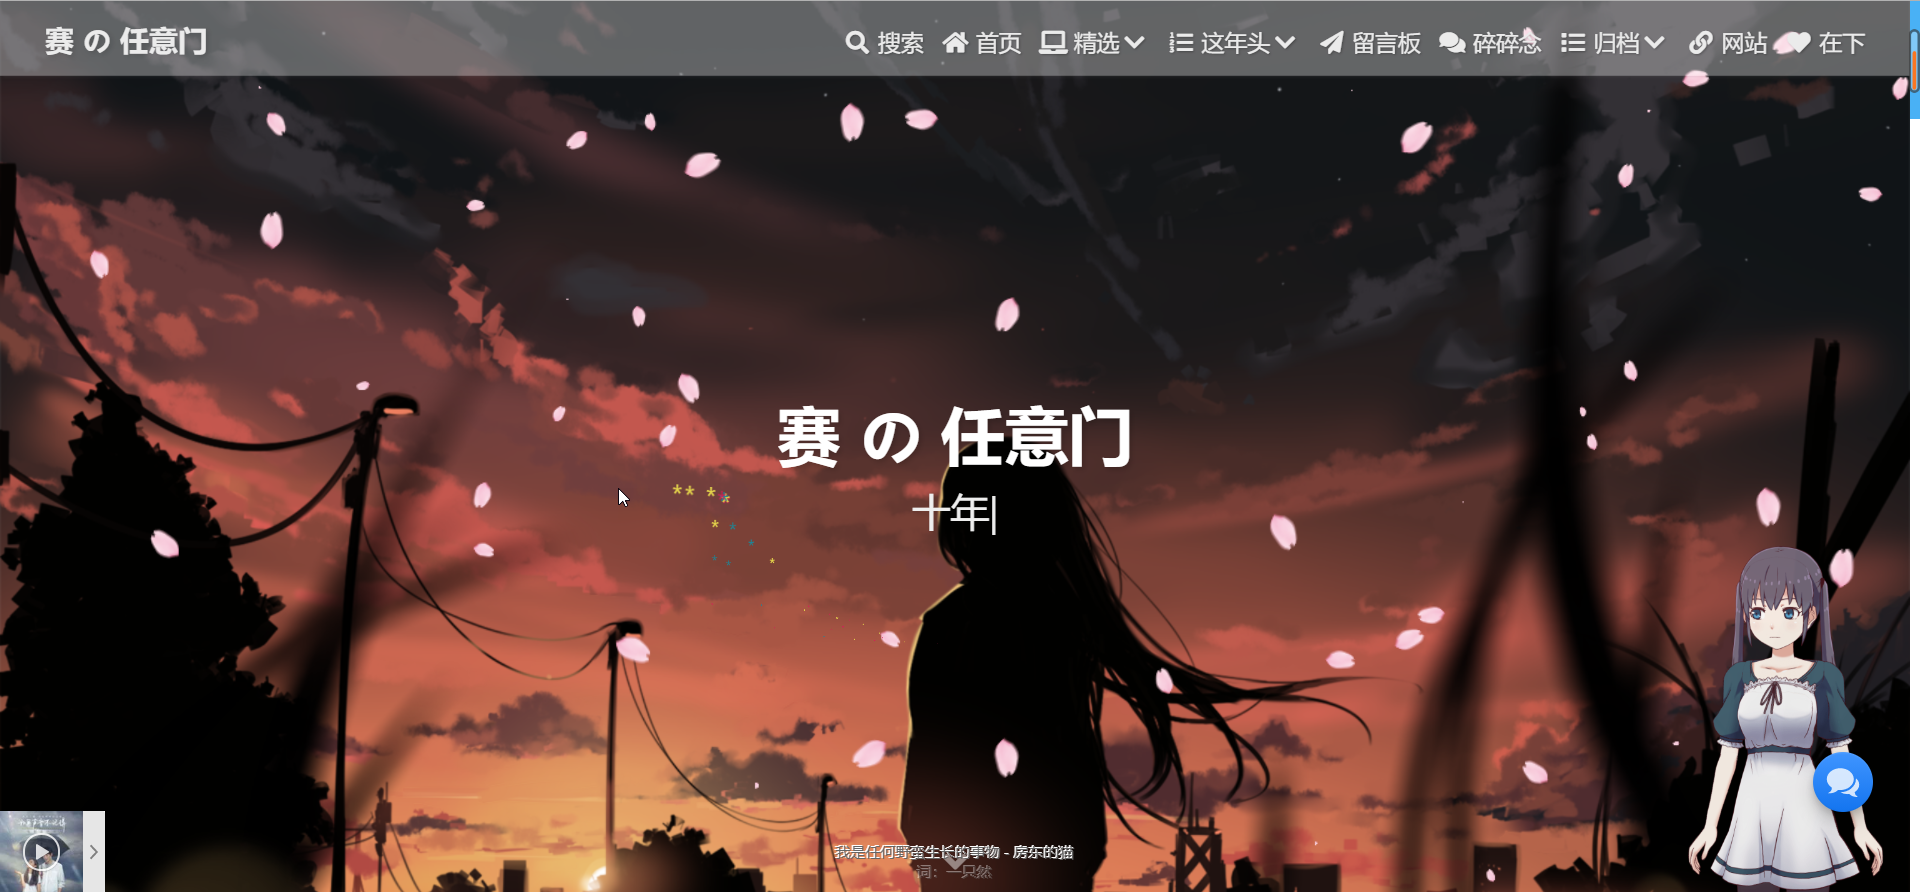 赛 の 任意门
搜索 首页 精选 这年头 留言板 碎碎念 归档 网站 在下
赛 の 任意门
十年
我是任何野蛮生长的事物 - 房东的猫
词：一只然